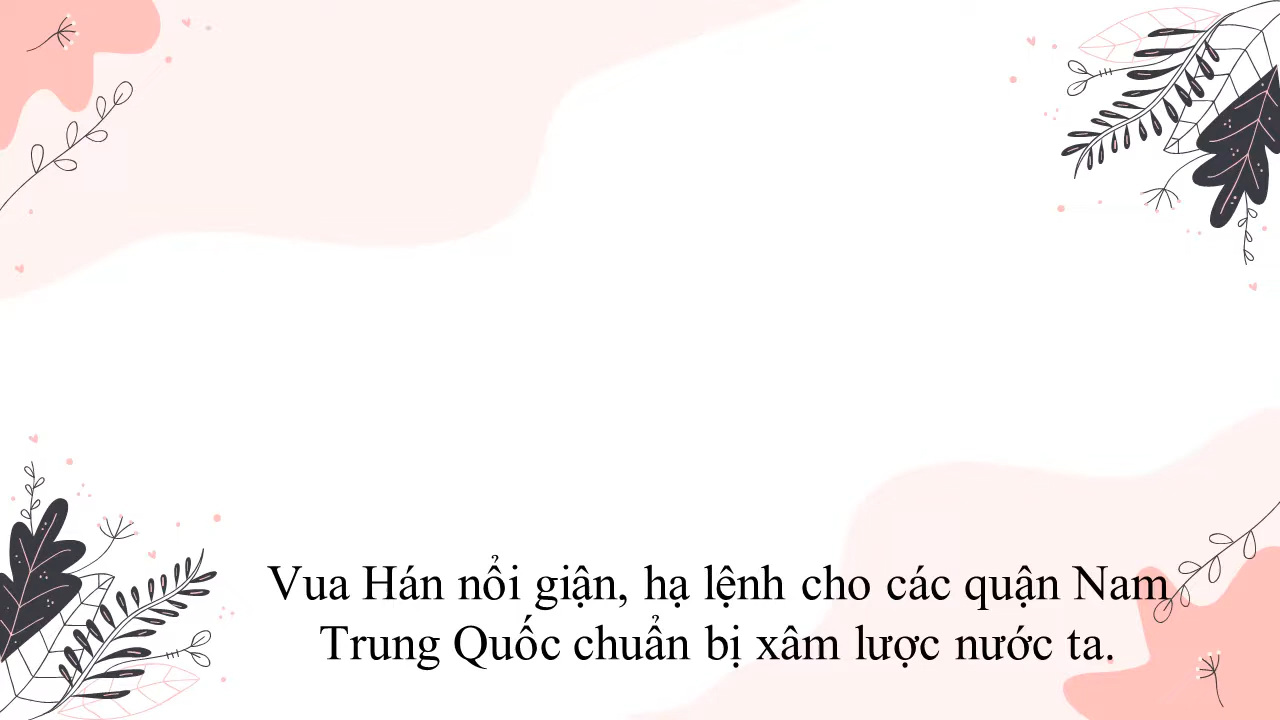 Vua Hán nổi giận, hạ lệnh cho các quận Nam
Trung Quốc chuẩn bị xâm lược nước ta.